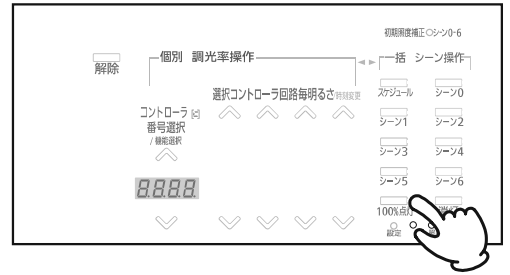 初期照度補正○シーン0-6
解除
個別 調光率操作
一括 シーン操作
選択コントローラ回路毎明るさ/時刻変更
コントローラ [c]
番号選択
/ 機能選択
8.8.8.8.
スケジュール
シーン0
シーン1
シーン2
シーン3
シーン4
シーン5
シーン6
100%点灯
設定